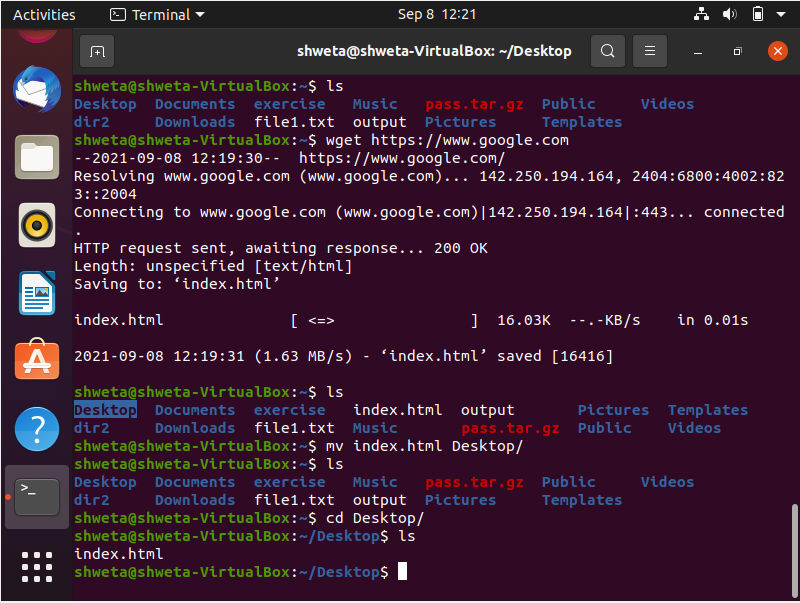 Activities Terminal Sep 8 12:21
shweta@shweta-VirtualBox: ~/Desktop
shweta@shweta-VirtualBox:~$ ls
Desktop Documents exercise Music pass.tar.gz Public Videos
dir2 Downloads file1.txt output Pictures Templates
shweta@shweta-VirtualBox:~$ wget https://www.google.com
--2021-09-08 12:19:30-- https://www.google.com/
Resolving www.google.com (www.google.com)... 142.250.194.164, 2404:6800:4002:82
3::2004
Connecting to www.google.com (www.google.com)|142.250.194.164|:443... connected
.
HTTP request sent, awaiting response... 200 OK
Length: unspecified [text/html]
Saving to: ‘index.html’
index.html [ <=> ] 16.03K --.-KB/s in 0.01s
2021-09-08 12:19:31 (1.63 MB/s) - ‘index.html’ saved [16416]
shweta@shweta-VirtualBox:~$ ls
Desktop Documents exercise index.html output Pictures Templates
dir2 Downloads file1.txt Music pass.tar.gz Public Videos
shweta@shweta-VirtualBox:~$ mv index.html Desktop/
shweta@shweta-VirtualBox:~$ ls
Desktop Documents exercise Music pass.tar.gz Public Videos
dir2 Downloads file1.txt output Pictures Templates
shweta@shweta-VirtualBox:~$ cd Desktop/
shweta@shweta-VirtualBox:~/Desktop$ ls
index.html
shweta@shweta-VirtualBox:~/Desktop$